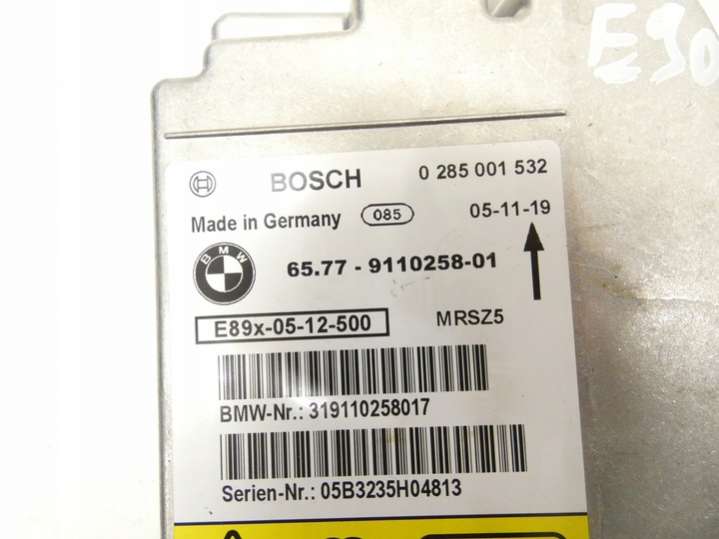 E90
BOSCH 0 285 001 532
Made in Germany 085 05-11-19
BMW 65.77 - 9110258-01
E89x-05-12-500 MRSZ5
BMW-Nr.: 319110258017
Serien-Nr.: 05B3235H04813